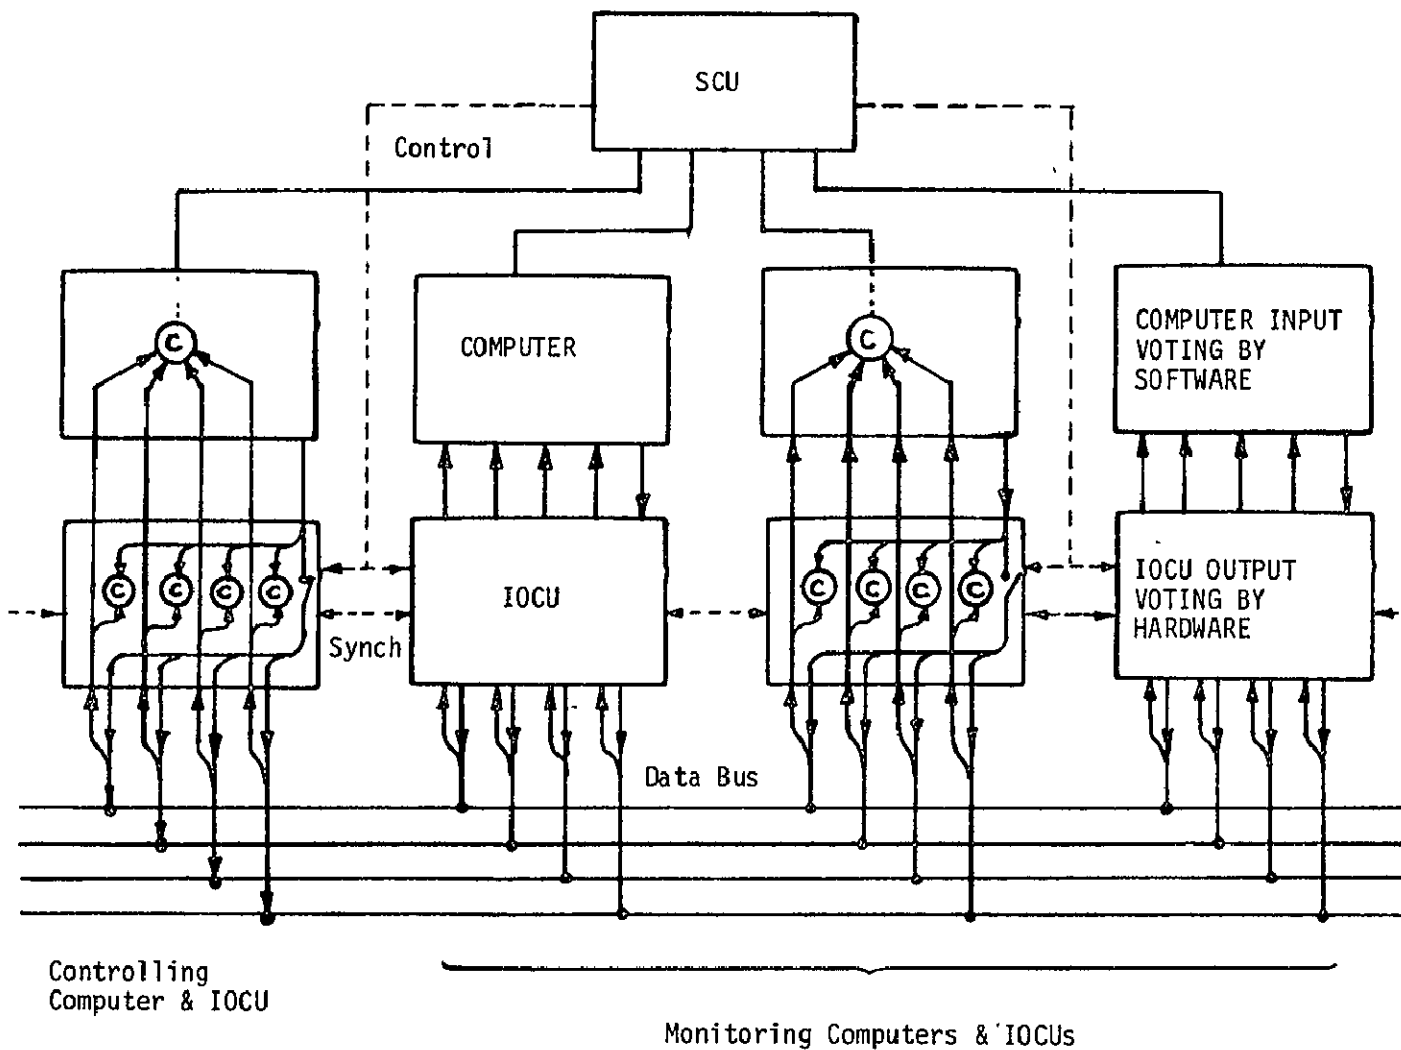 SCU
Control
C
COMPUTER
C
COMPUTER INPUT
VOTING BY
SOFTWARE
C C C C
IOCU
C C C C
IOCU OUTPUT
VOTING BY
HARDWARE
Synch
Data Bus
Controlling
Computer & IOCU
Monitoring Computers & IOCUs